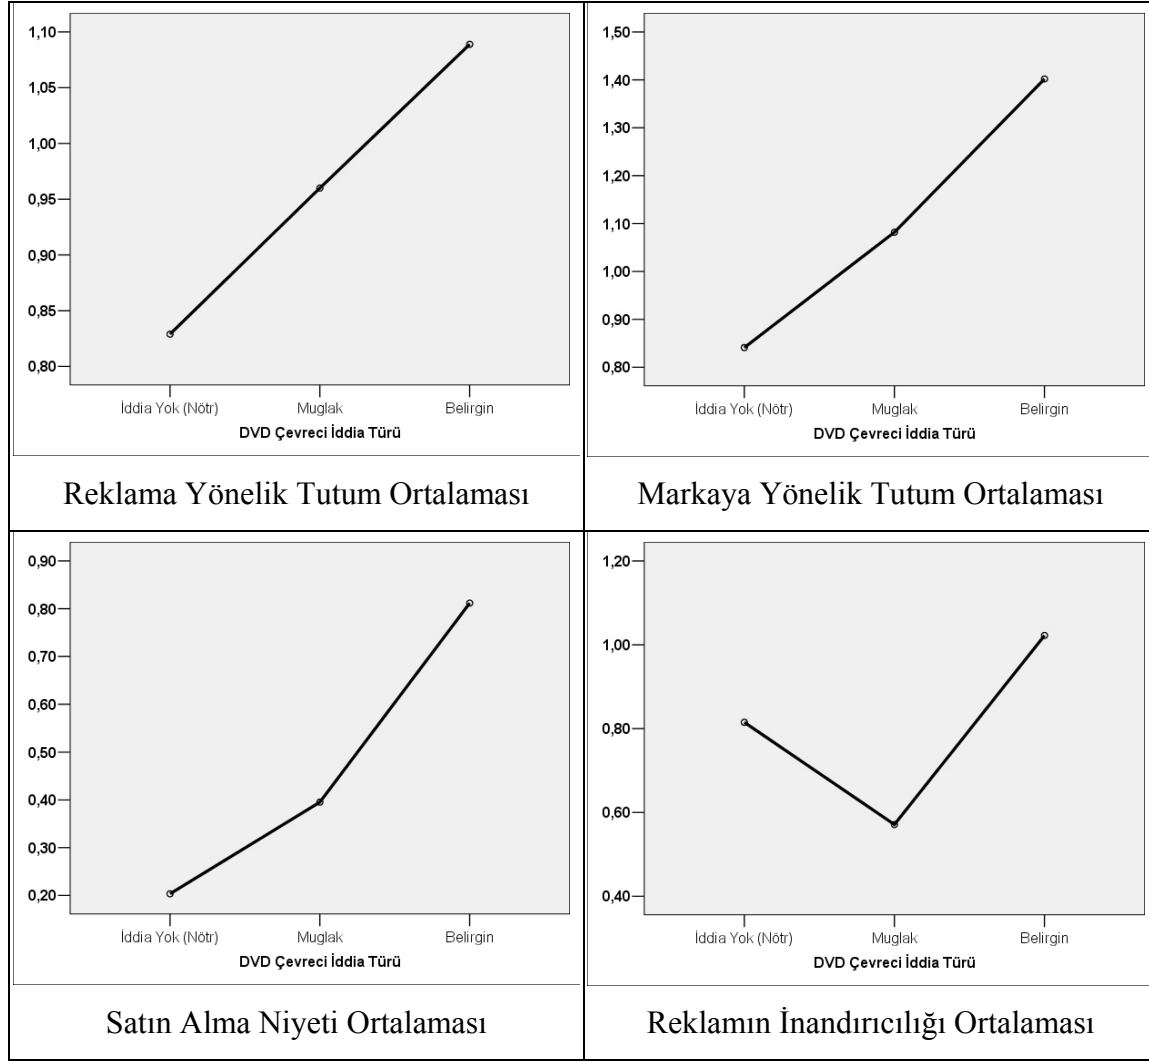 1,10
1,05
1,00
0,95
0,90
0,85
0,80
İddia Yok (Nötr) Muglak Belirgin
DVD Çevreci İddia Türü
Reklama Yönelik Tutum Ortalaması
1,50
1,40
1,30
1,20
1,10
1,00
0,90
0,80
İddia Yok (Nötr) Muglak Belirgin
DVD Çevreci İddia Türü
Markaya Yönelik Tutum Ortalaması
0,90
0,80
0,70
0,60
0,50
0,40
0,30
0,20
İddia Yok (Nötr) Muglak Belirgin
DVD Çevreci İddia Türü
Satın Alma Niyeti Ortalaması
1,20
1,00
0,80
0,60
0,40
İddia Yok (Nötr) Muglak Belirgin
DVD Çevreci İddia Türü
Reklamın İnandırıcılığı Ortalaması